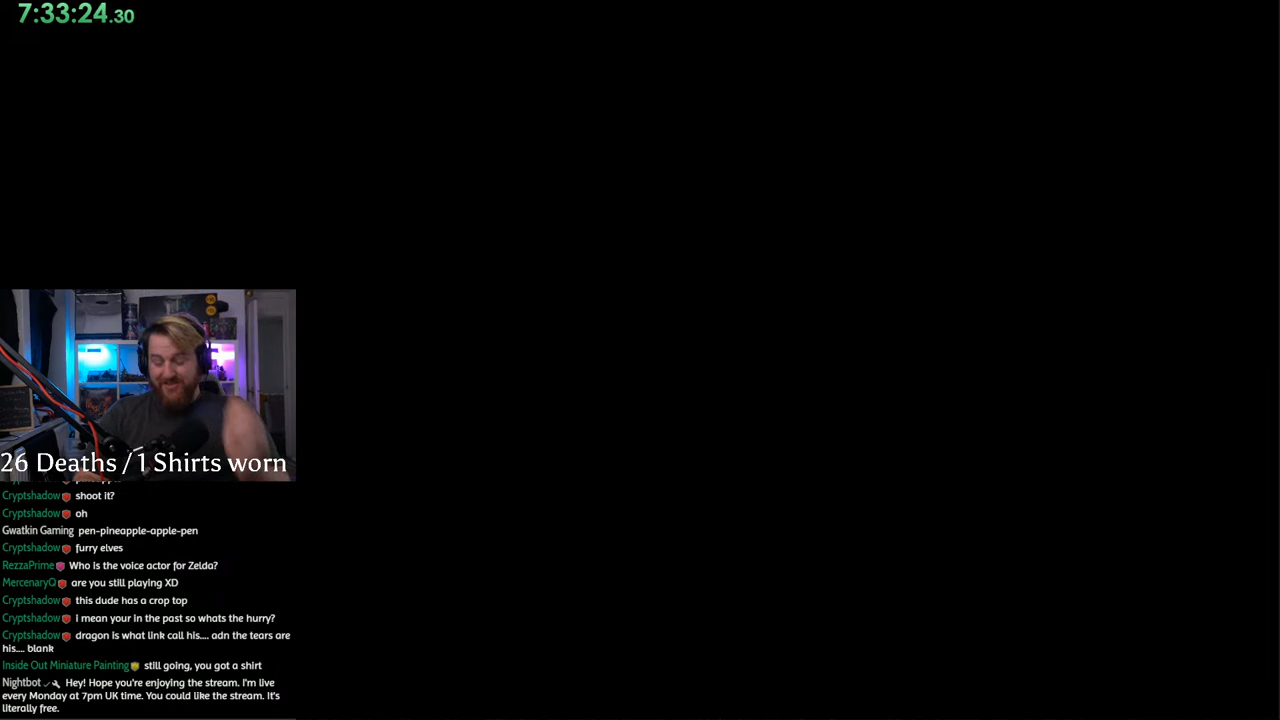 7:33:24.30
26 Deaths / 1 Shirts worn
Cryptshadow shoot it?
Cryptshadow oh
Gwatkin Gaming pen-pineapple-apple-pen
Cryptshadow furry elves
RezzaPrime Who is the voice actor for Zelda?
MercenaryQ are you still playing XD
Cryptshadow this dude has a crop top
Cryptshadow i mean your in the past so whats the hurry?
Cryptshadow dragon is what link call his.... adn the tears are
his.... blank
Inside Out Miniature Painting still going, you got a shirt
Nightbot Hey! Hope you're enjoying the stream. I'm live
every Monday at 7pm UK time. You could like the stream. It's
literally free.